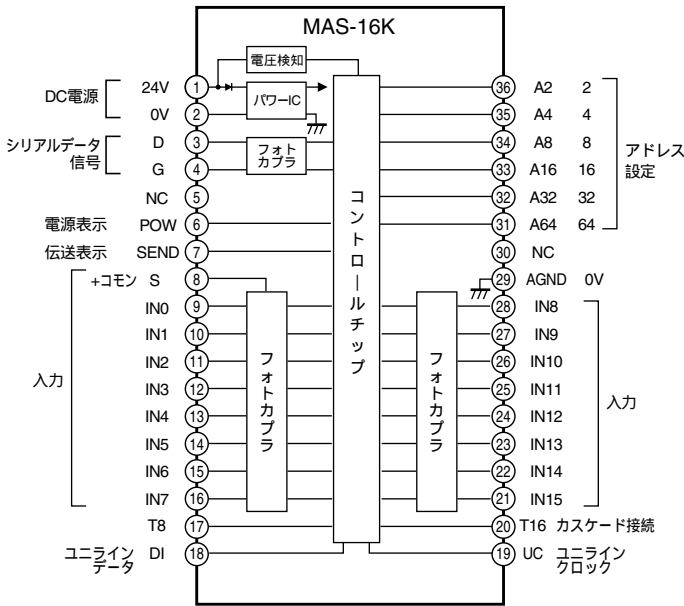 MAS-16K
電圧検知
パワーIC
フォト
カプラ
コントロールチップ
フォトカプラ
フォトカプラ
DC電源
24V 1
0V 2
シリアルデータ
信号
D 3
G 4
NC 5
電源表示 POW 6
伝送表示 SEND 7
+コモン S 8
入力
IN0 9
IN1 10
IN2 11
IN3 12
IN4 13
IN5 14
IN6 15
IN7 16
T8 17
ユニライン
データ
DI 18
36 A2 2
35 A4 4
34 A8 8
33 A16 16
32 A32 32
31 A64 64
アドレス
設定
30 NC
29 AGND 0V
28 IN8
27 IN9
26 IN10
25 IN11
24 IN12
23 IN13
22 IN14
21 IN15
入力
20 T16 カスケード接続
19 UC ユニライン
クロック